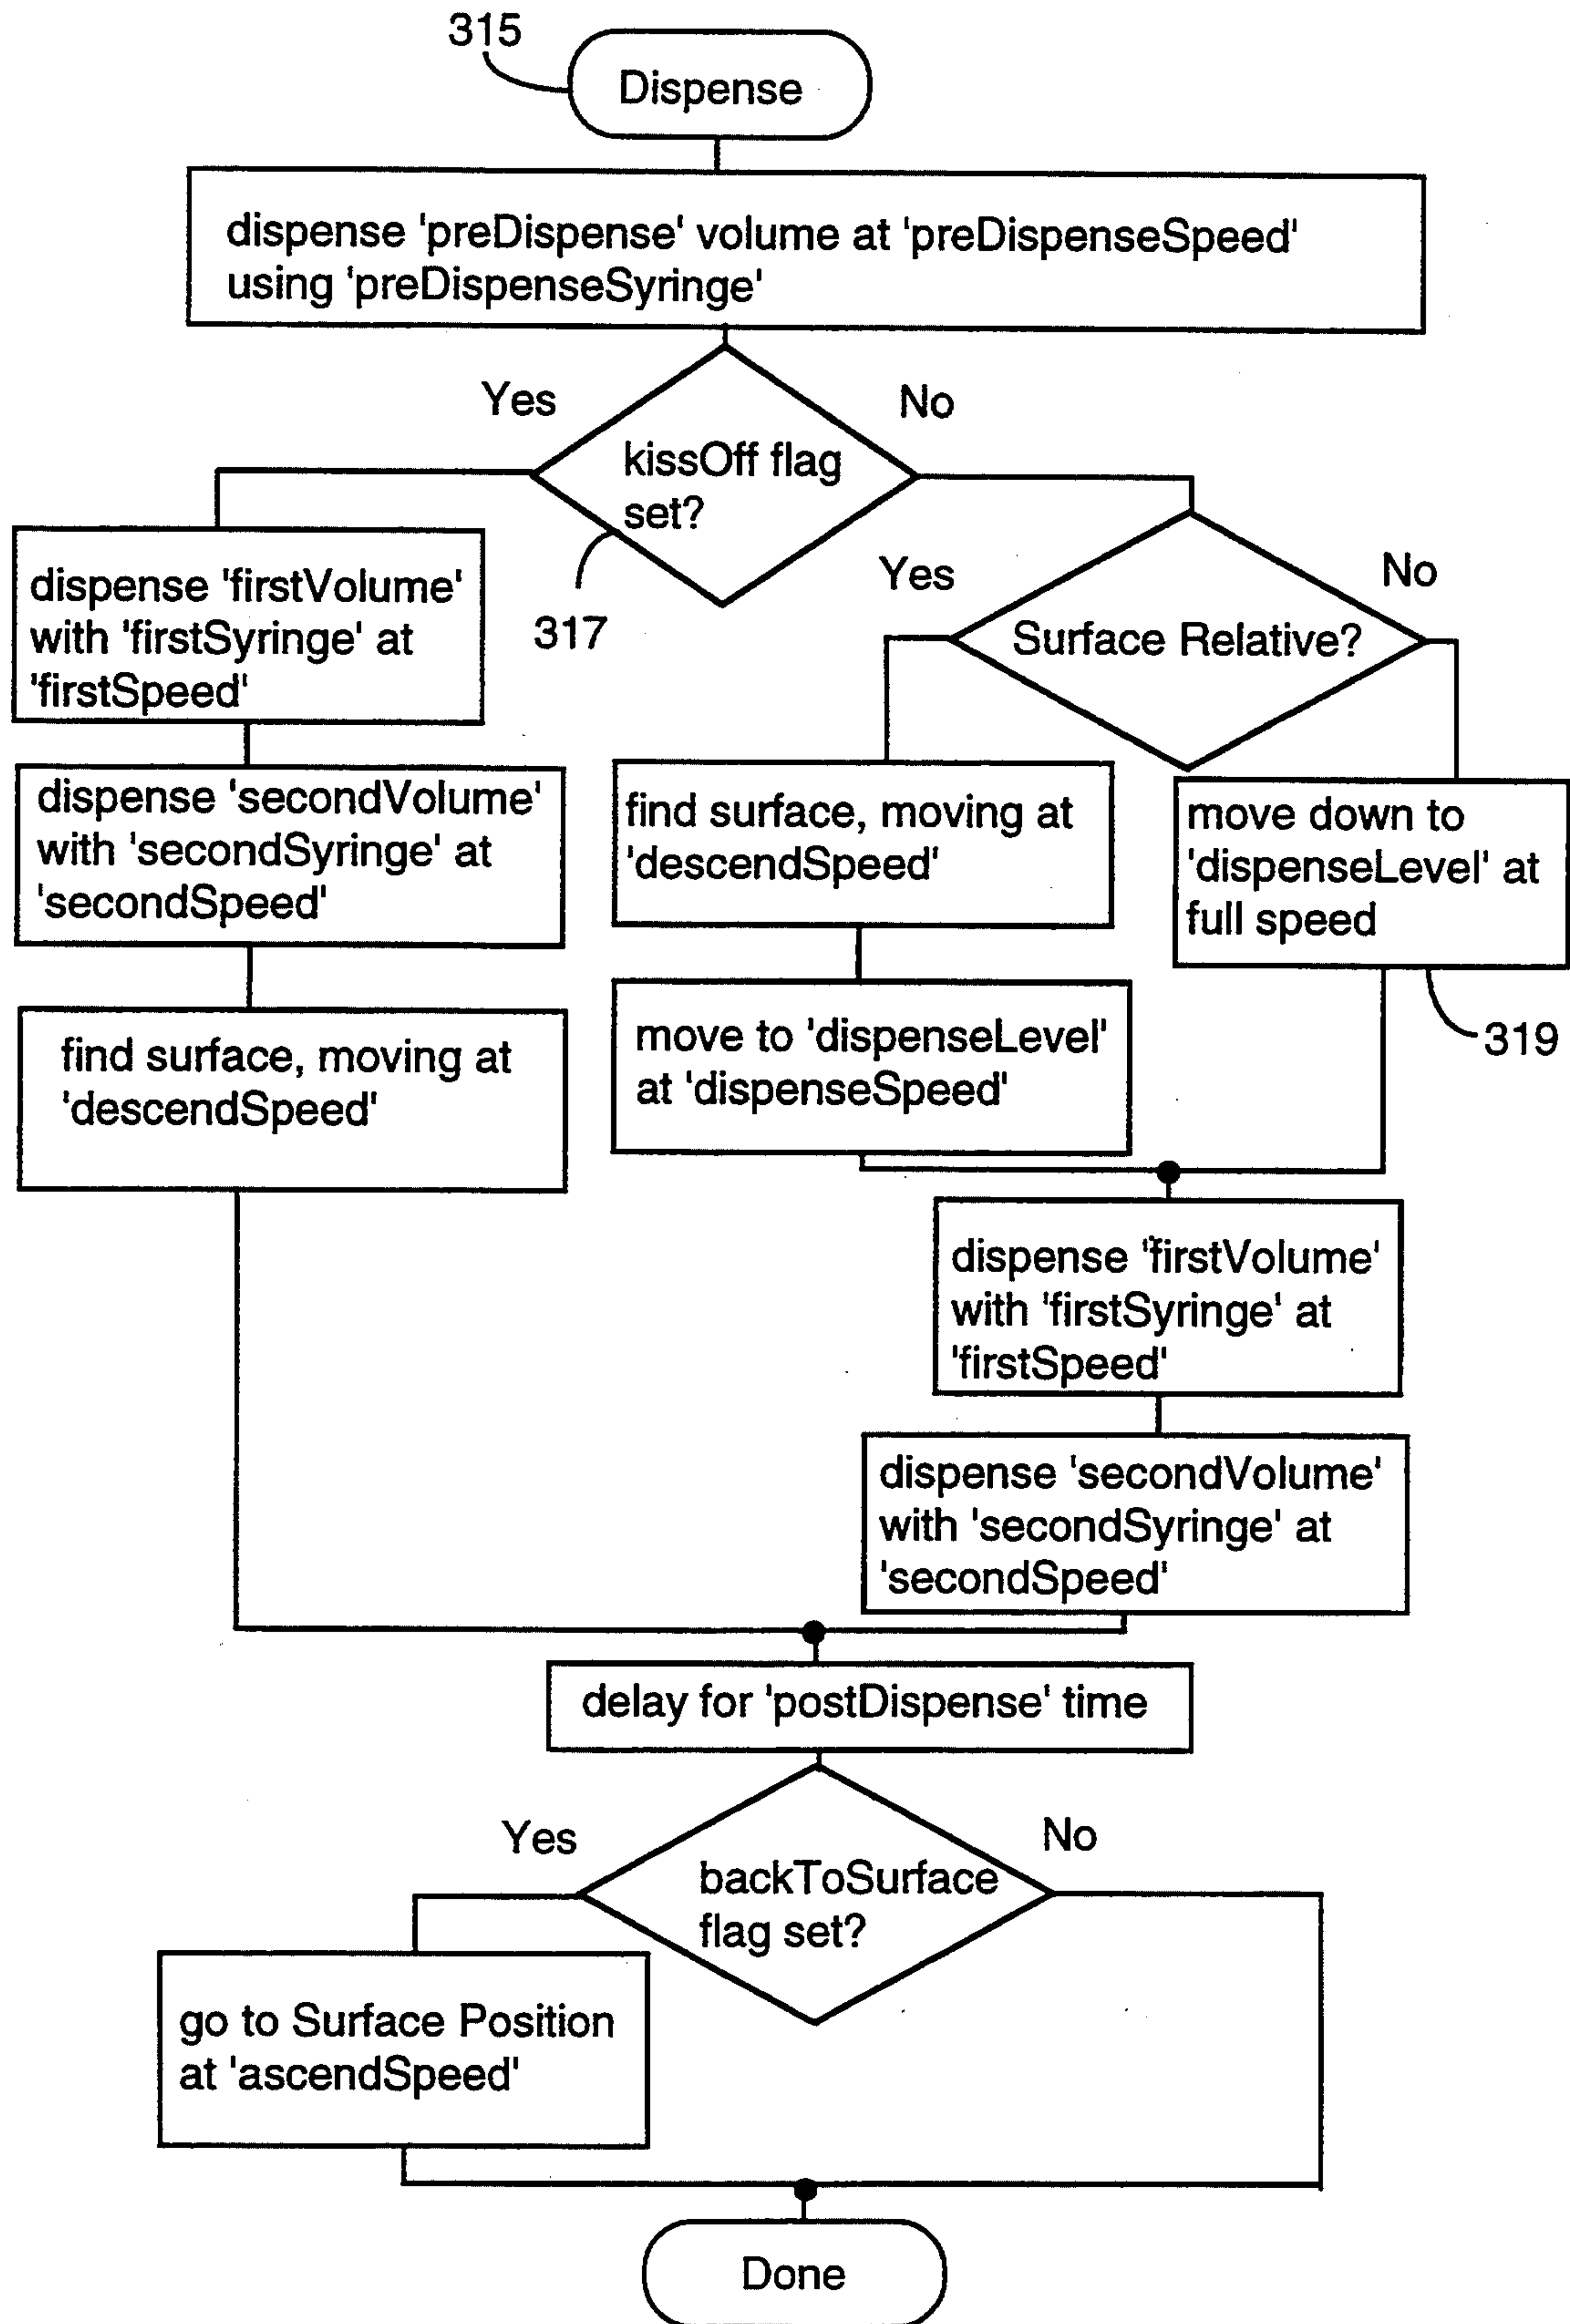 315
Dispense
dispense 'preDispense' volume at 'preDispenseSpeed'
using 'preDispenseSyringe'
Yes
No
kissOff flag
set?
317
dispense 'firstVolume'
with 'firstSyringe' at
'firstSpeed'
dispense 'secondVolume'
with 'secondSyringe' at
'secondSpeed'
find surface, moving at
'descendSpeed'
Yes
No
Surface Relative?
find surface, moving at
'descendSpeed'
move to 'dispenseLevel'
at 'dispenseSpeed'
move down to
'dispenseLevel' at
full speed
319
dispense 'firstVolume'
with 'firstSyringe' at
'firstSpeed'
dispense 'secondVolume'
with 'secondSyringe' at
'secondSpeed'
delay for 'postDispense' time
Yes
No
backToSurface
flag set?
go to Surface Position
at 'ascendSpeed'
Done